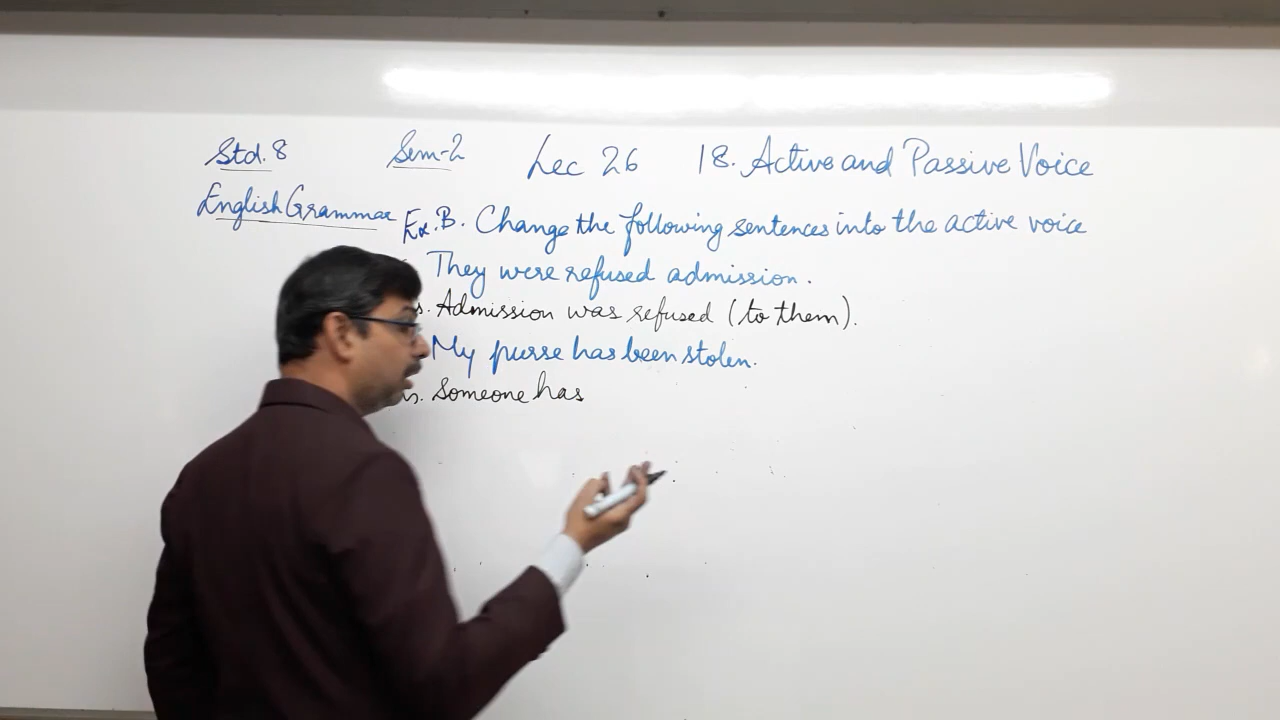 Std. 8 Sem-2 Lec 26 18. Active and Passive Voice
English Grammar Ex. B. Change the following sentences into the active voice
They were refused admission.
s. Admission was refused (to them).
My purse has been stolen.
s. Someone has